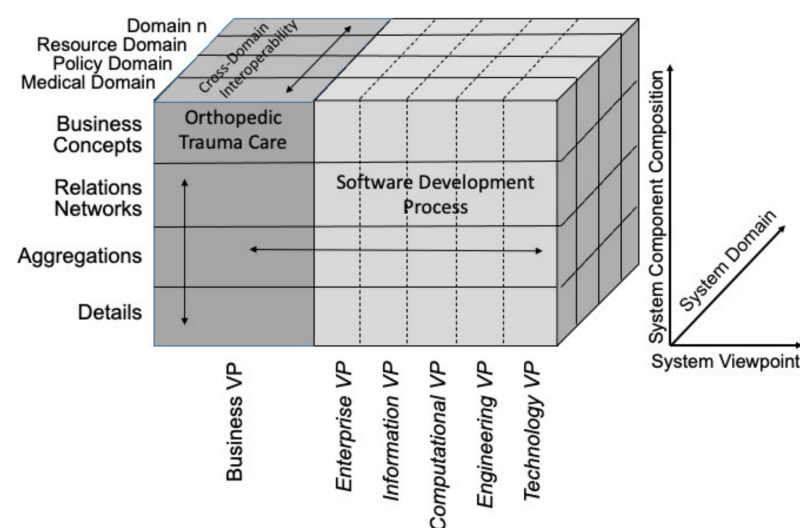 Domain n
Resource Domain
Policy Domain
Medical Domain
Cross-Domain
Interoperability
Business
Concepts
Orthopedic
Trauma Care
Relations
Networks
Software Development
Process
Aggregations
Details
Business VP
Enterprise VP
Information VP
Computational VP
Engineering VP
Technology VP
System Component Composition
System Domain
System Viewpoint